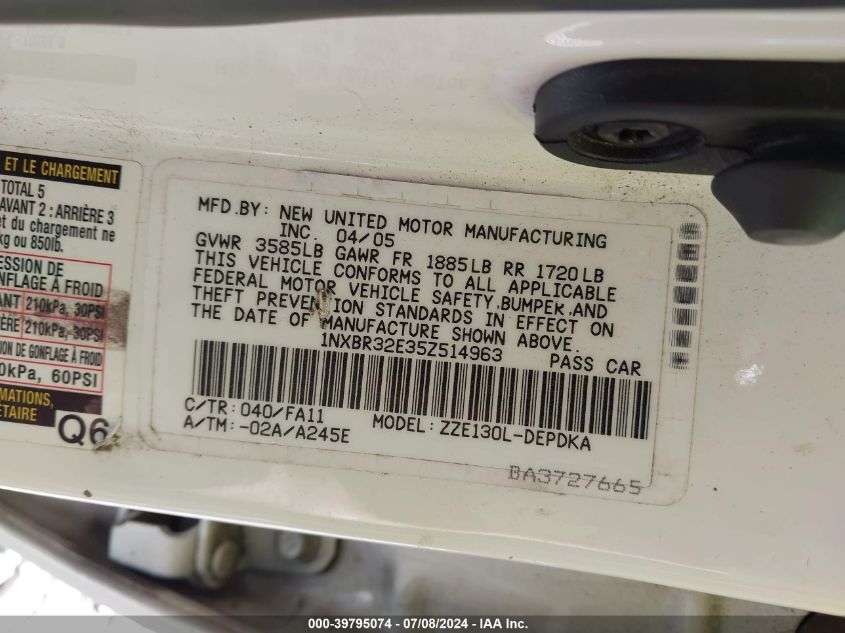 ET LE CHARGEMENT
TOTAL 5
AVANT 2 : ARRIÈRE 3
et du chargement ne
kg ou 850lb.
ESSION DE
NFLAGE À FROID
ANT 210kPa, 30PSI
ÈRE 210kPa, 30PSI
SION DE GONFLAGE À FROID
0kPa, 60PSI
MATIONS,
ÉTAIRE
Q6
MFD.BY: NEW UNITED MOTOR MANUFACTURING
INC. 04/05
GVWR 3585LB GAWR FR 1885LB RR 1720LB
THIS VEHICLE CONFORMS TO ALL APPLICABLE
FEDERAL MOTOR VEHICLE SAFETY.BUMPER.AND
THEFT PREVENTION STANDARDS IN EFFECT ON
THE DATE OF MANUFACTURE SHOWN ABOVE.
1NXBR32E35Z514963 PASS CAR
C/TR: 040/FA11 MODEL: ZZE130L-DEPDKA
A/TM: -02A/A245E
BA3727665
000-39795074 / 07/08/2024 - IAA Inc.